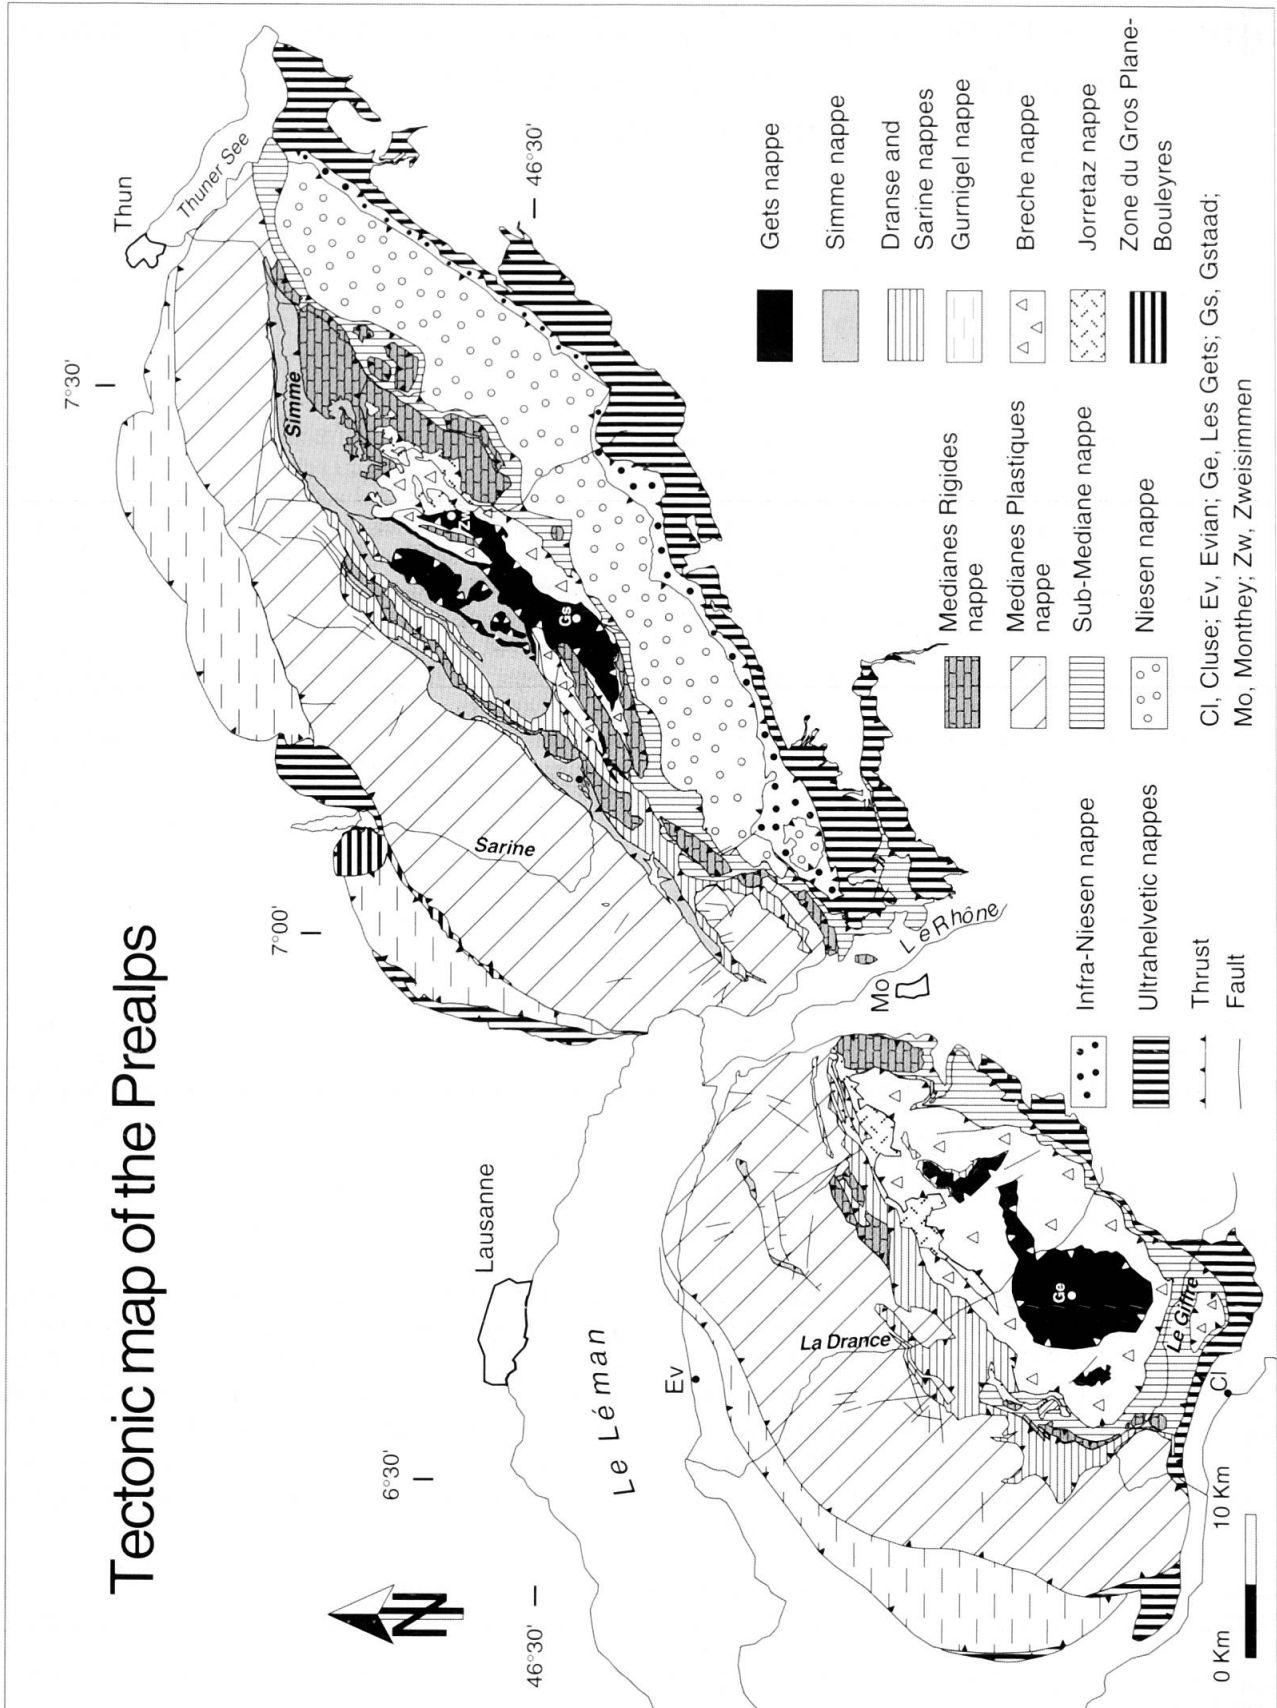 Tectonic map of the Prealps
N
6°30'
7°00'
7°30'
46°30'
46°30'
Lausanne
Le Léman
Ev
La Drance
Ge
Le Giffre
Cl
Mo
Le Rhône
Sarine
Simme
Zw
Gs
Thun
Thuner See
0 Km
10 Km
Infra-Niesen nappe
Ultrahelvetic nappes
Thrust
Fault
Medianes Rigides
nappe
Medianes Plastiques
nappe
Sub-Mediane nappe
Niesen nappe
Gets nappe
Simme nappe
Dranse and
Sarine nappes
Gurnigel nappe
Breche nappe
Jorretaz nappe
Zone du Gros Plane-
Bouleyres
Cl, Cluse; Ev, Evian; Ge, Les Gets; Gs, Gstaad;
Mo, Monthey; Zw, Zweisimmen